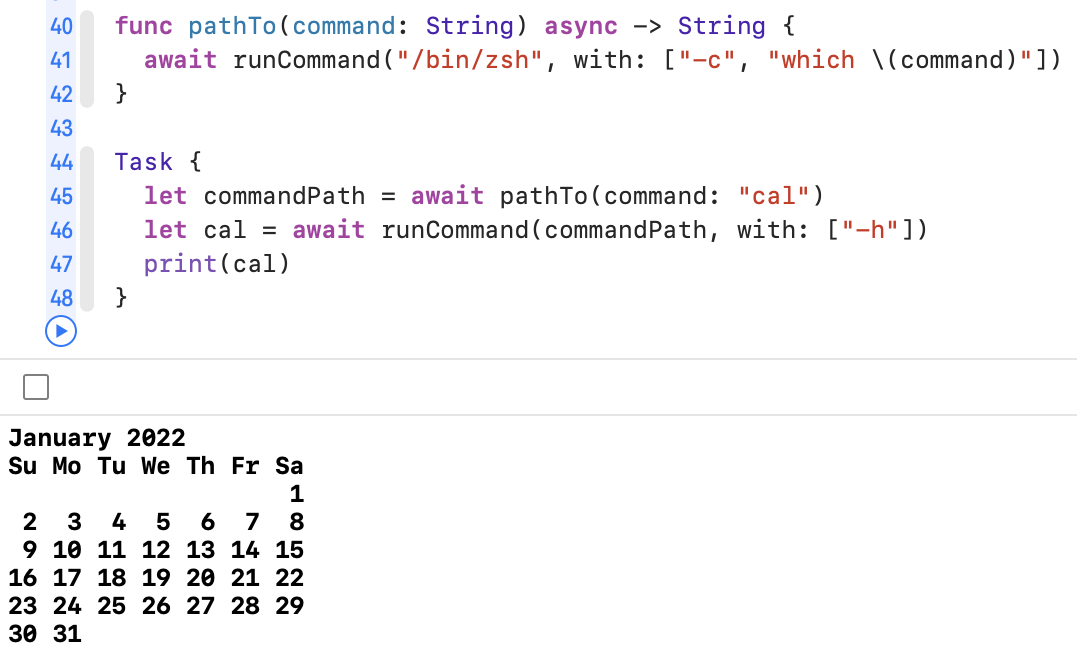 40 func pathTo(command: String) async -> String {
41   await runCommand("/bin/zsh", with: ["-c", "which \(command)"])
42 }
43
44 Task {
45   let commandPath = await pathTo(command: "cal")
46   let cal = await runCommand(commandPath, with: ["-h"])
47   print(cal)
48 }
January 2022
Su Mo Tu We Th Fr Sa
                   1
 2  3  4  5  6  7  8
 9 10 11 12 13 14 15
16 17 18 19 20 21 22
23 24 25 26 27 28 29
30 31